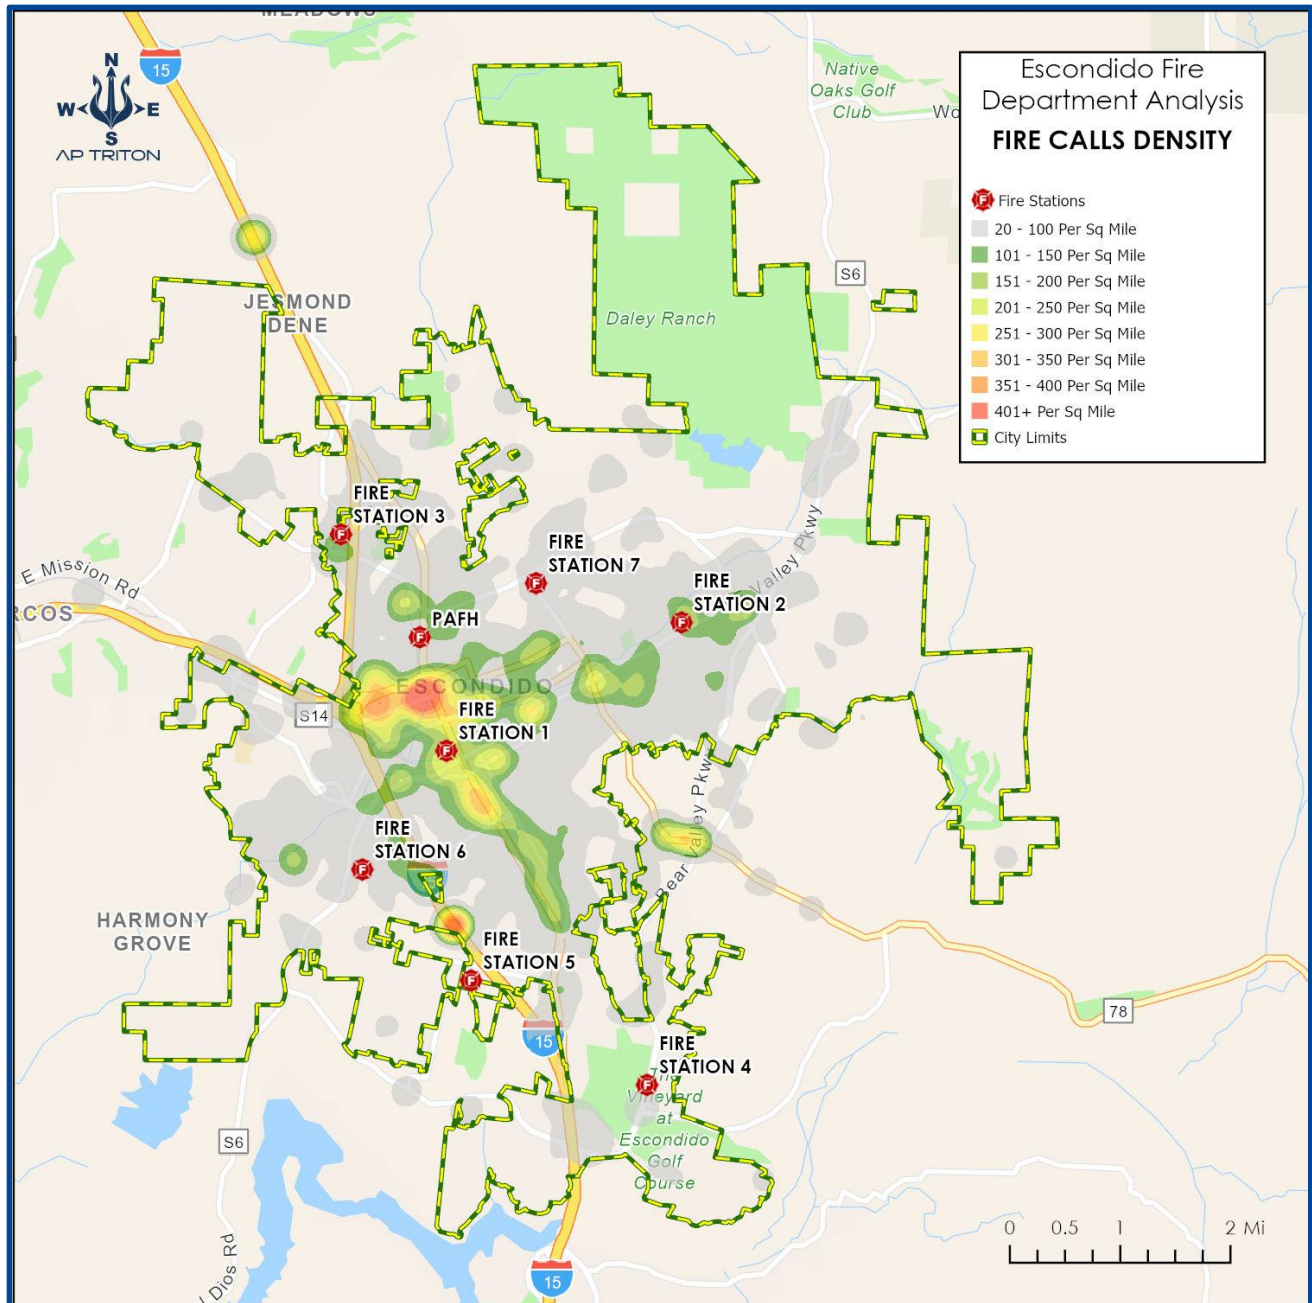 MEADOWS
15
N
W E
S
AP TRITON
Native
Oaks Golf
Club
Wo
Escondido Fire
Department Analysis
FIRE CALLS DENSITY
Fire Stations
20 - 100 Per Sq Mile
101 - 150 Per Sq Mile
151 - 200 Per Sq Mile
201 - 250 Per Sq Mile
251 - 300 Per Sq Mile
301 - 350 Per Sq Mile
351 - 400 Per Sq Mile
401+ Per Sq Mile
City Limits
S6
JESMOND
DENE
Daley Ranch
FIRE
STATION 3
FIRE
STATION 7
Valley Pkwy
E Mission Rd
RCOS
FIRE
STATION 2
PAFH
ESCONDIDO
S14
FIRE
STATION 1
Bear Valley Pkwy
FIRE
STATION 6
HARMONY
GROVE
FIRE
STATION 5
78
15
FIRE
STATION 4
The
Vineyard
at
Escondido
Golf
Course
S6
l Dios Rd
0 0.5 1 2 Mi
15